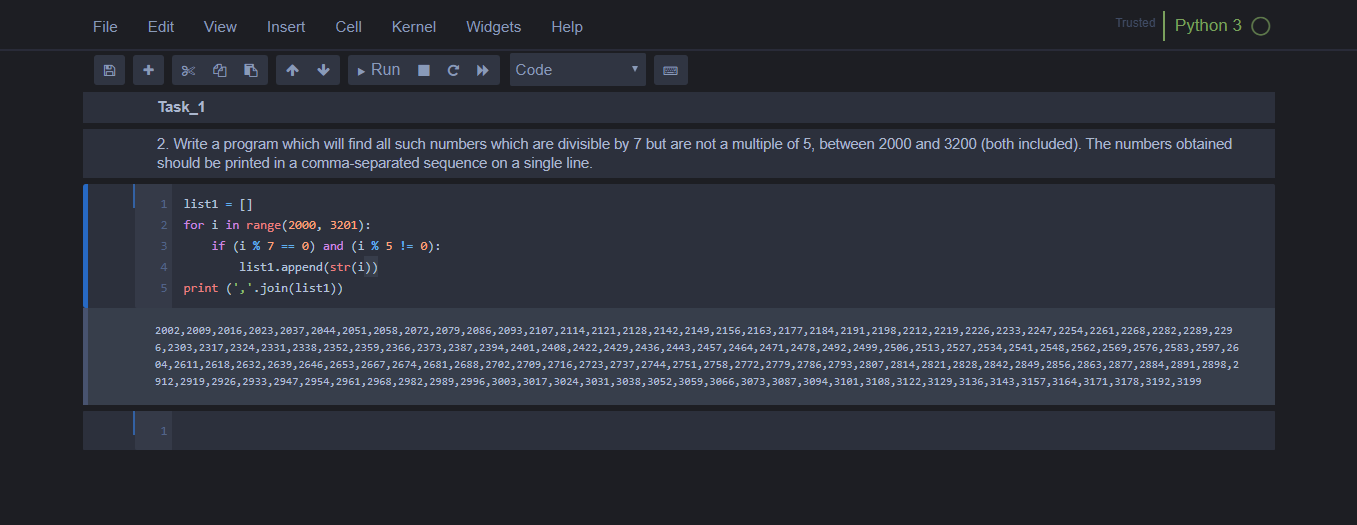 File Edit View Insert Cell Kernel Widgets Help Trusted Python 3
Run Code
Task_1
2. Write a program which will find all such numbers which are divisible by 7 but are not a multiple of 5, between 2000 and 3200 (both included). The numbers obtained
should be printed in a comma-separated sequence on a single line.
1 list1 = []
2 for i in range(2000, 3201):
3     if (i % 7 == 0) and (i % 5 != 0):
4         list1.append(str(i))
5 print (','.join(list1))
2002,2009,2016,2023,2037,2044,2051,2058,2072,2079,2086,2093,2107,2114,2121,2128,2142,2149,2156,2163,2177,2184,2191,2198,2212,2219,2226,2233,2247,2254,2261,2268,2282,2289,229
6,2303,2317,2324,2331,2338,2352,2359,2366,2373,2387,2394,2401,2408,2422,2429,2436,2443,2457,2464,2471,2478,2492,2499,2506,2513,2527,2534,2541,2548,2562,2569,2576,2583,2597,26
04,2611,2618,2632,2639,2646,2653,2667,2674,2681,2688,2702,2709,2716,2723,2737,2744,2751,2758,2772,2779,2786,2793,2807,2814,2821,2828,2842,2849,2856,2863,2877,2884,2891,2898,2
912,2919,2926,2933,2947,2954,2961,2968,2982,2989,2996,3003,3017,3024,3031,3038,3052,3059,3066,3073,3087,3094,3101,3108,3122,3129,3136,3143,3157,3164,3171,3178,3192,3199
1